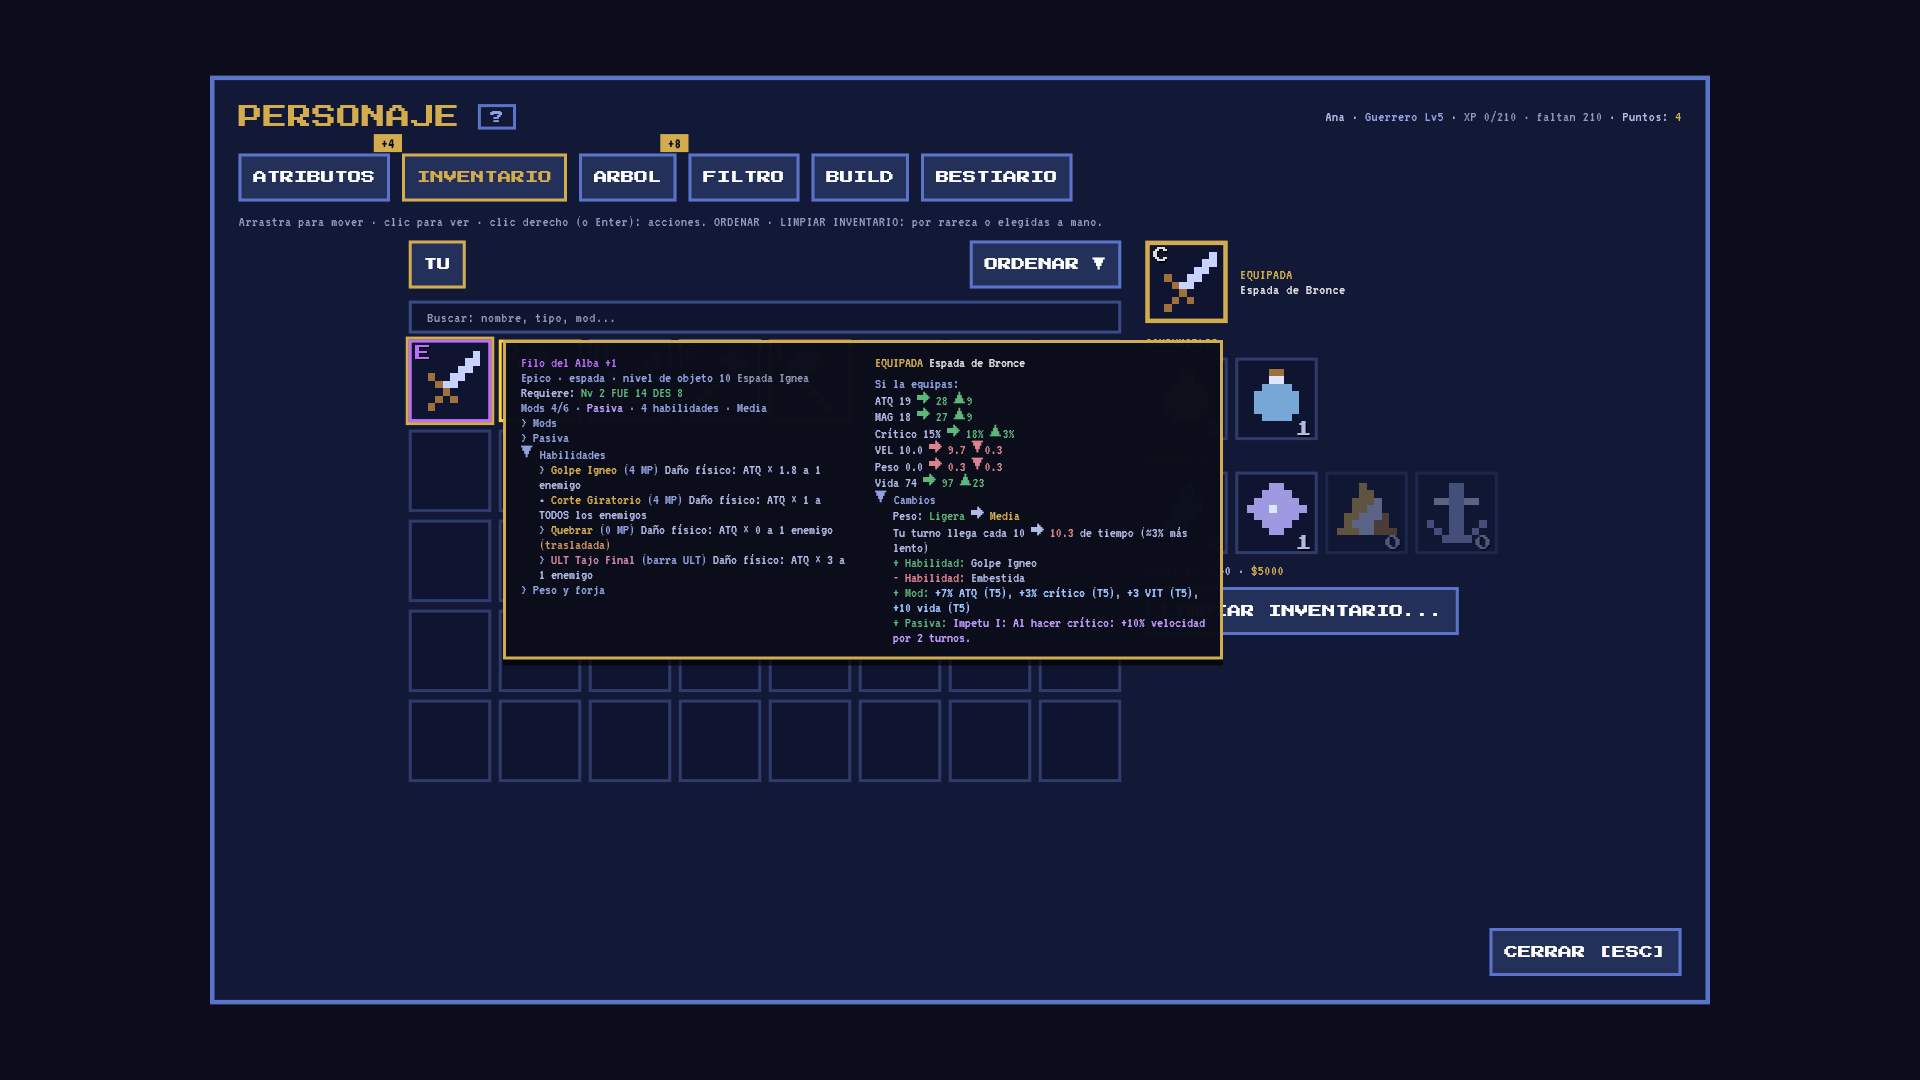 PERSONAJE ?
Ana · Guerrero Lv5 · XP 0/210 · faltan 210 · Puntos: 4
+4
+8
ATRIBUTOS INVENTARIO ARBOL FILTRO BUILD BESTIARIO
Arrastra para mover · clic para ver · clic derecho (o Enter): acciones. ORDENAR · LIMPIAR INVENTARIO: por rareza o elegidas a mano.
TU
ORDENAR ▼
Buscar: nombre, tipo, mod...
C
EQUIPADA
Espada de Bronce
E
Filo del Alba +1
Epico · espada · nivel de objeto 10 Espada Ignea
Requiere: Nv 2 FUE 14 DES 8
Mods 4/6 · Pasiva · 4 habilidades · Media
> Mods
> Pasiva
▼ Habilidades
> Golpe Igneo (4 MP) Daño físico: ATQ × 1.8 a 1
enemigo
- Corte Giratorio (4 MP) Daño físico: ATQ × 1 a
TODOS los enemigos
> Quebrar (0 MP) Daño físico: ATQ × 0 a 1 enemigo
(trasladada)
> ULT Tajo Final (barra ULT) Daño físico: ATQ × 3 a
1 enemigo
> Peso y forja
EQUIPADA Espada de Bronce
Si la equipas:
ATQ 19 → 28 ▲9
MAG 18 → 27 ▲9
Crítico 15% → 18% ▲3%
VEL 10.0 → 9.7 ▼0.3
Peso 0.0 → 0.3 ▼0.3
Vida 74 → 97 ▲23
▼ Cambios
Peso: Ligera → Media
Tu turno llega cada 10 → 10.3 de tiempo (≈3% más
lento)
+ Habilidad: Golpe Igneo
- Habilidad: Embestida
+ Mod: +7% ATQ (T5), +3% crítico (T5), +3 VIT (T5),
+10 vida (T5)
+ Pasiva: Impetu I: Al hacer crítico: +10% velocidad
por 2 turnos.
1
1
0
0
0 · $5000
AR INVENTARIO...
CERRAR [ESC]